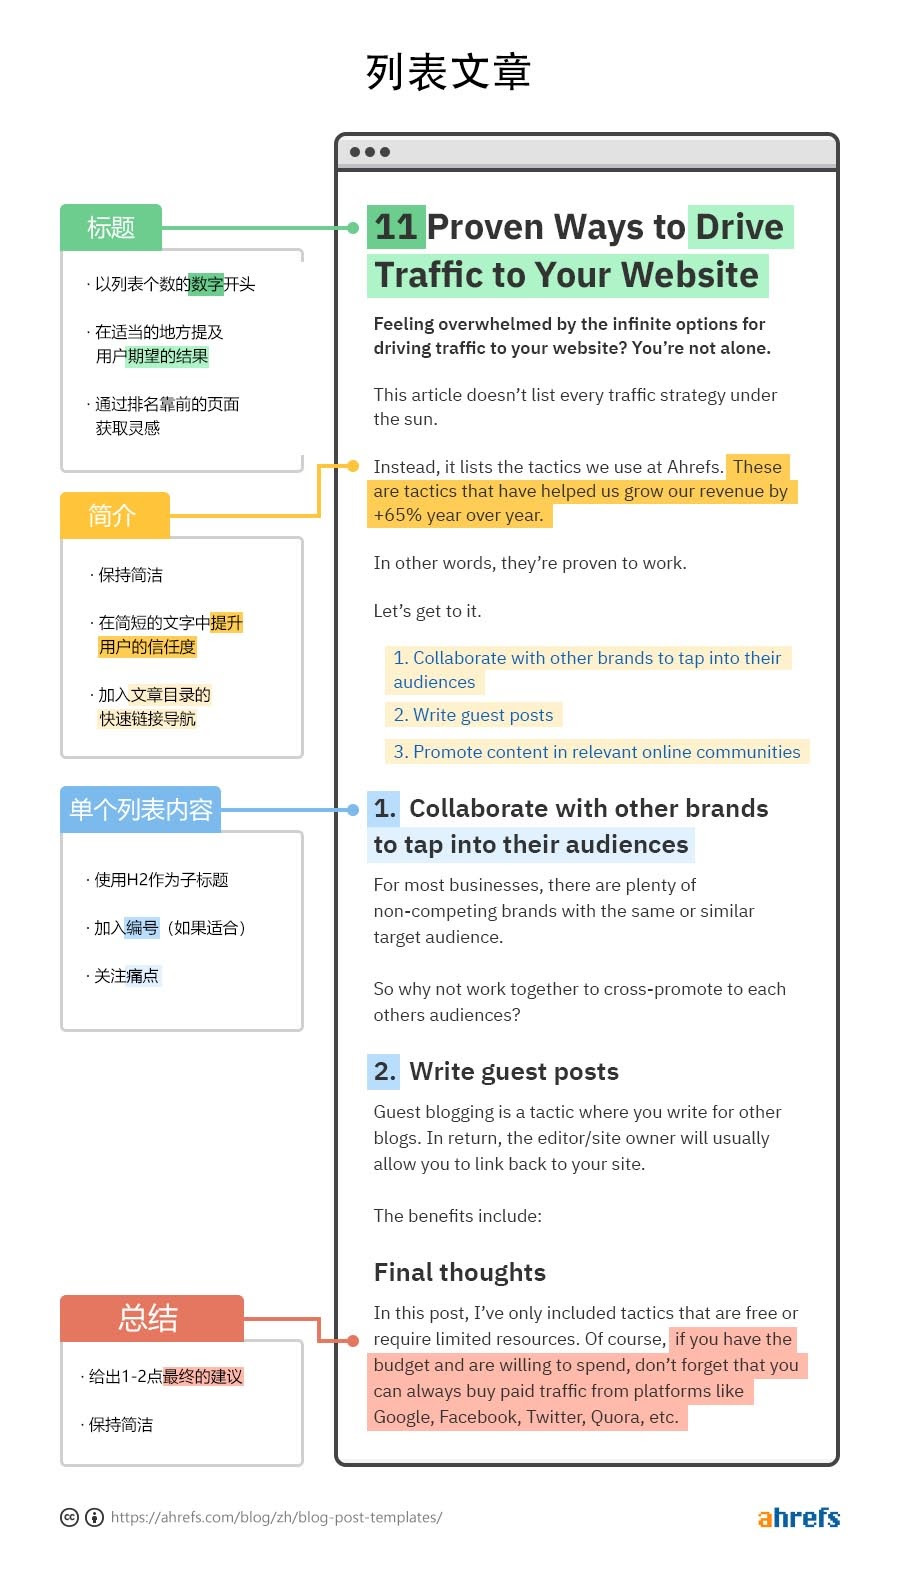 列表文章
标题
· 以列表个数的数字开头
· 在适当的地方提及
用户期望的结果
· 通过排名靠前的页面
获取灵感
简介
· 保持简洁
· 在简短的文字中提升
用户的信任度
· 加入文章目录的
快速链接导航
单个列表内容
· 使用H2作为子标题
· 加入编号（如果适合）
· 关注痛点
总结
· 给出1-2点最终的建议
· 保持简洁
11 Proven Ways to Drive
Traffic to Your Website
Feeling overwhelmed by the infinite options for
driving traffic to your website? You’re not alone.
This article doesn’t list every traffic strategy under
the sun.
Instead, it lists the tactics we use at Ahrefs. These
are tactics that have helped us grow our revenue by
+65% year over year.
In other words, they’re proven to work.
Let’s get to it.
1. Collaborate with other brands to tap into their
audiences
2. Write guest posts
3. Promote content in relevant online communities
1. Collaborate with other brands
to tap into their audiences
For most businesses, there are plenty of
non-competing brands with the same or similar
target audience.
So why not work together to cross-promote to each
others audiences?
2. Write guest posts
Guest blogging is a tactic where you write for other
blogs. In return, the editor/site owner will usually
allow you to link back to your site.
The benefits include:
Final thoughts
In this post, I’ve only included tactics that are free or
require limited resources. Of course, if you have the
budget and are willing to spend, don’t forget that you
can always buy paid traffic from platforms like
Google, Facebook, Twitter, Quora, etc.
cc https://ahrefs.com/blog/zh/blog-post-templates/
ahrefs